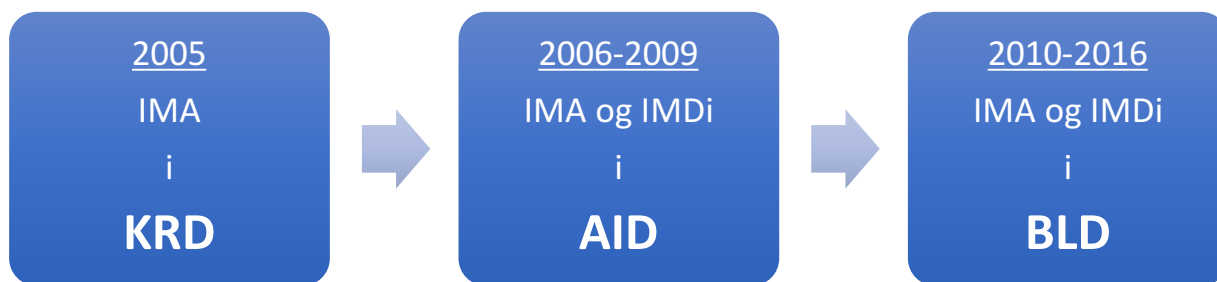 2005
IMA
i
KRD
2006-2009
IMA og IMDi
i
AID
2010-2016
IMA og IMDi
i
BLD